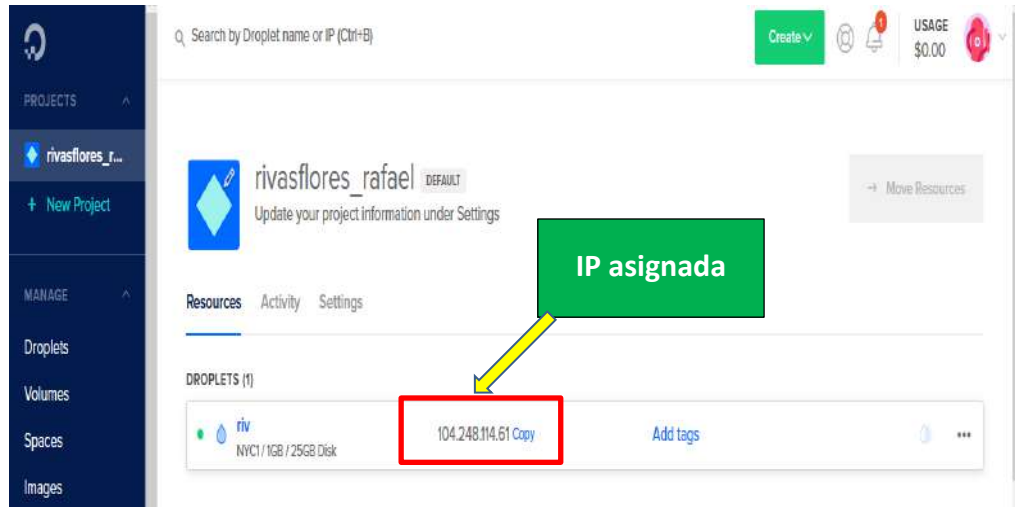 Search by Droplet name or IP (Ctrl+B)
Create
1
USAGE
$0.00
PROJECTS
rivasflores_r...
+ New Project
rivasflores_rafael DEFAULT
Update your project information under Settings
→ Move Resources
IP asignada
MANAGE
Resources Activity Settings
Droplets
Volumes
Spaces
Images
DROPLETS (1)
riv
NYC1 / 1GB / 25GB Disk
104.248.114.61 Copy
Add tags